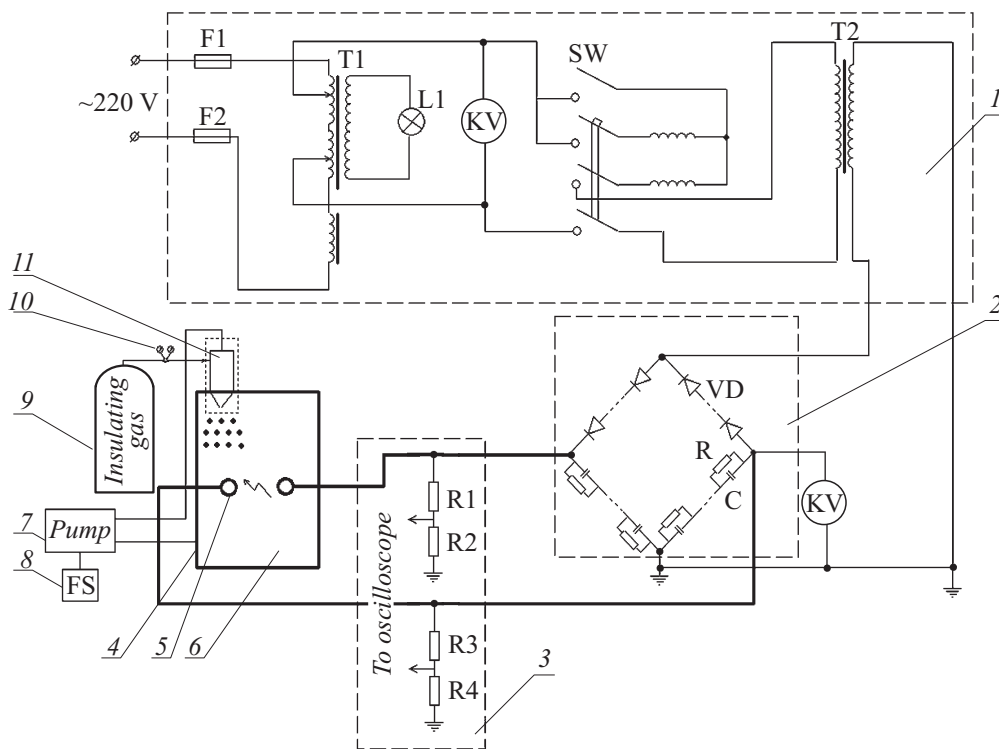 F1
T1
T2
SW
1
L1
KV
~220 V
F2
11
10
2
VD
9
Insulating
gas
R
C
R1
R2
KV
7
Pump
8
FS
To oscilloscope
R3
R4
4
5
6
3